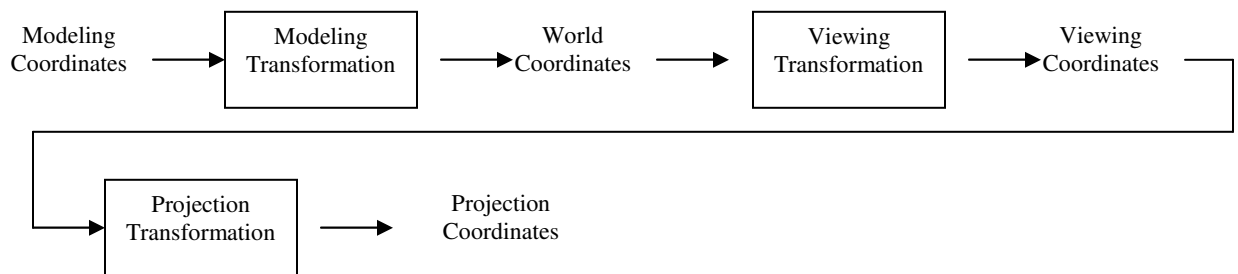 Modeling
Coordinates
Modeling
Transformation
World
Coordinates
Viewing
Transformation
Viewing
Coordinates
Projection
Transformation
Projection
Coordinates